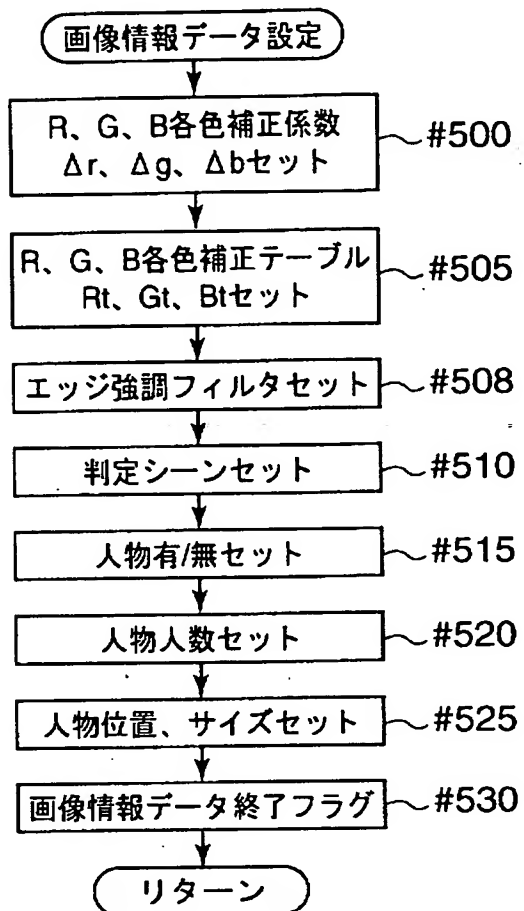 画像情報データ設定
R、G、B各色補正係数
Δr、Δg、Δbセット
#500
R、G、B各色補正テーブル
Rt、Gt、Btセット
#505
エッジ強調フィルタセット
#508
判定シーンセット
#510
人物有/無セット
#515
人物人数セット
#520
人物位置、サイズセット
#525
画像情報データ終了フラグ
#530
リターン